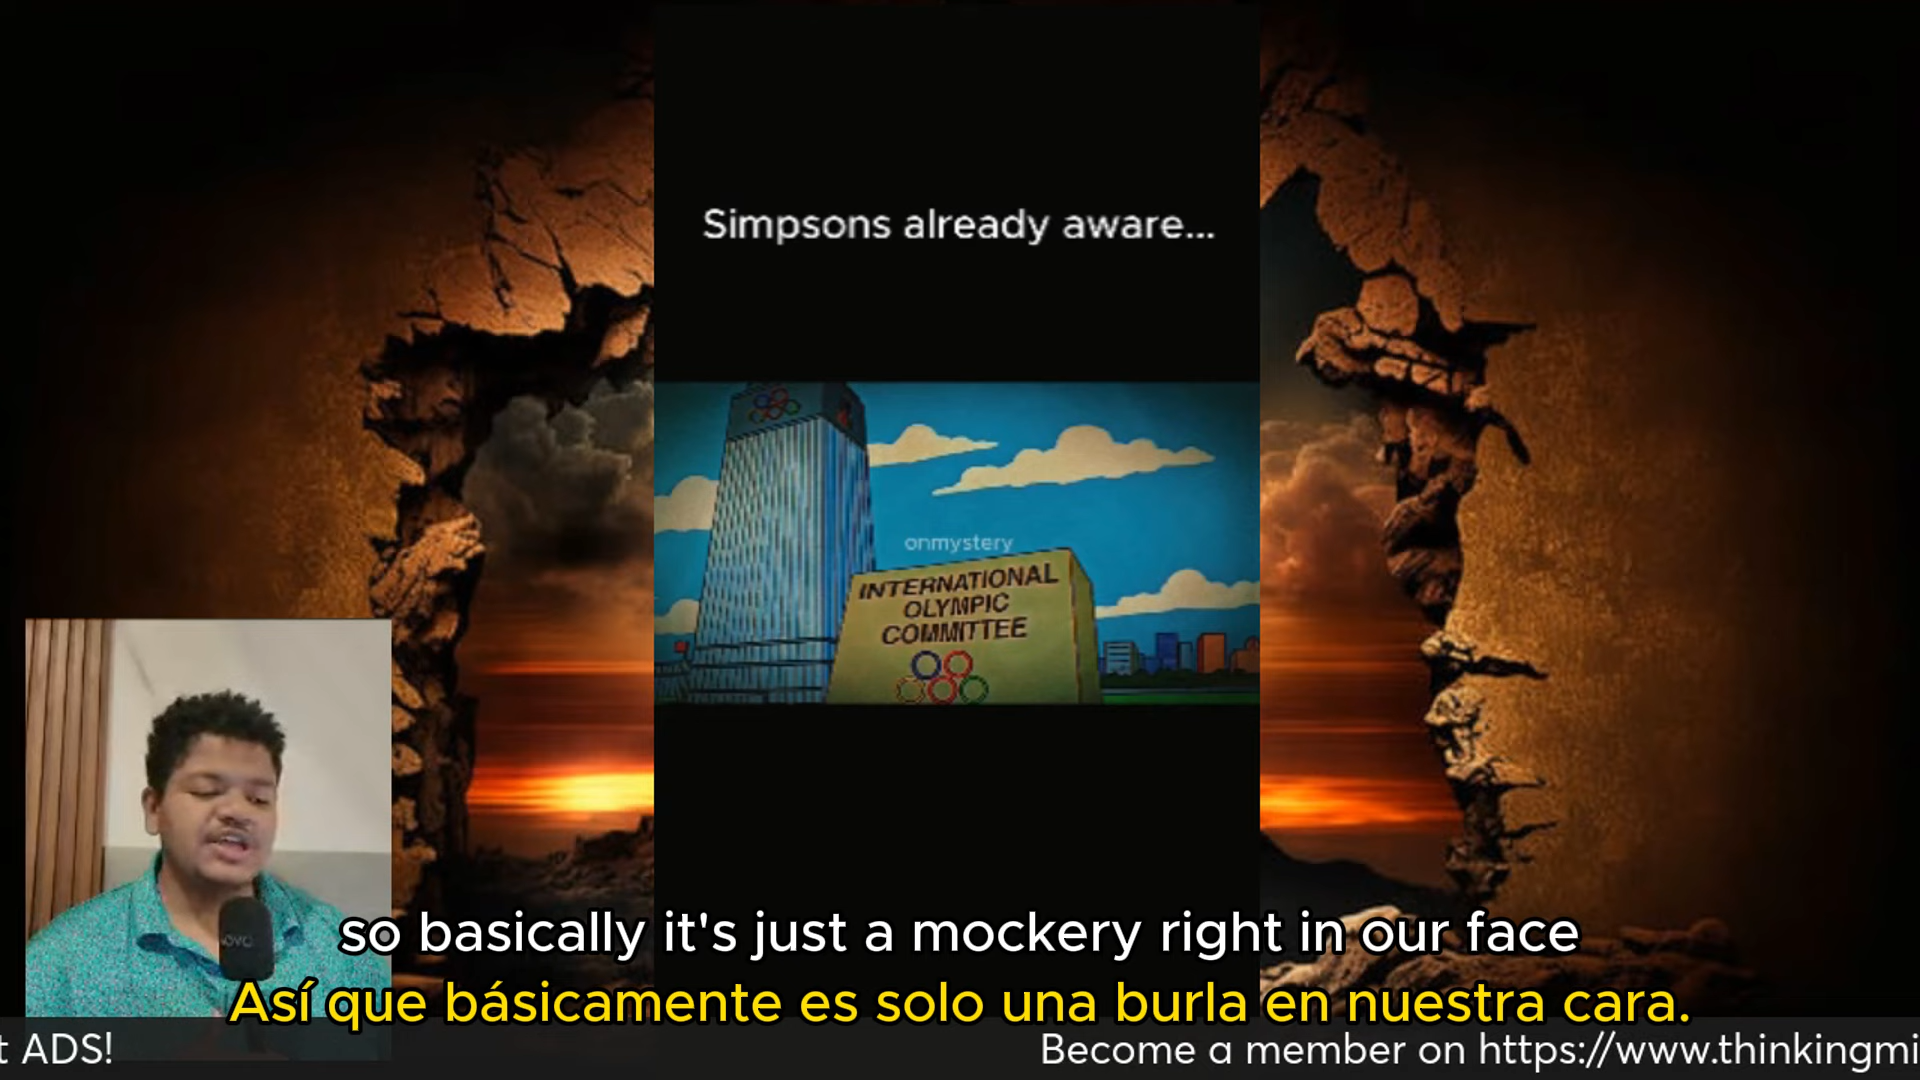 Simpsons already aware...
onmystery
INTERNATIONAL
OLYMPIC
COMMITTEE
so basically it's just a mockery right in our face
Así que básicamente es solo una burla en nuestra cara.
t ADS!
Become a member on https://www.thinkingmi